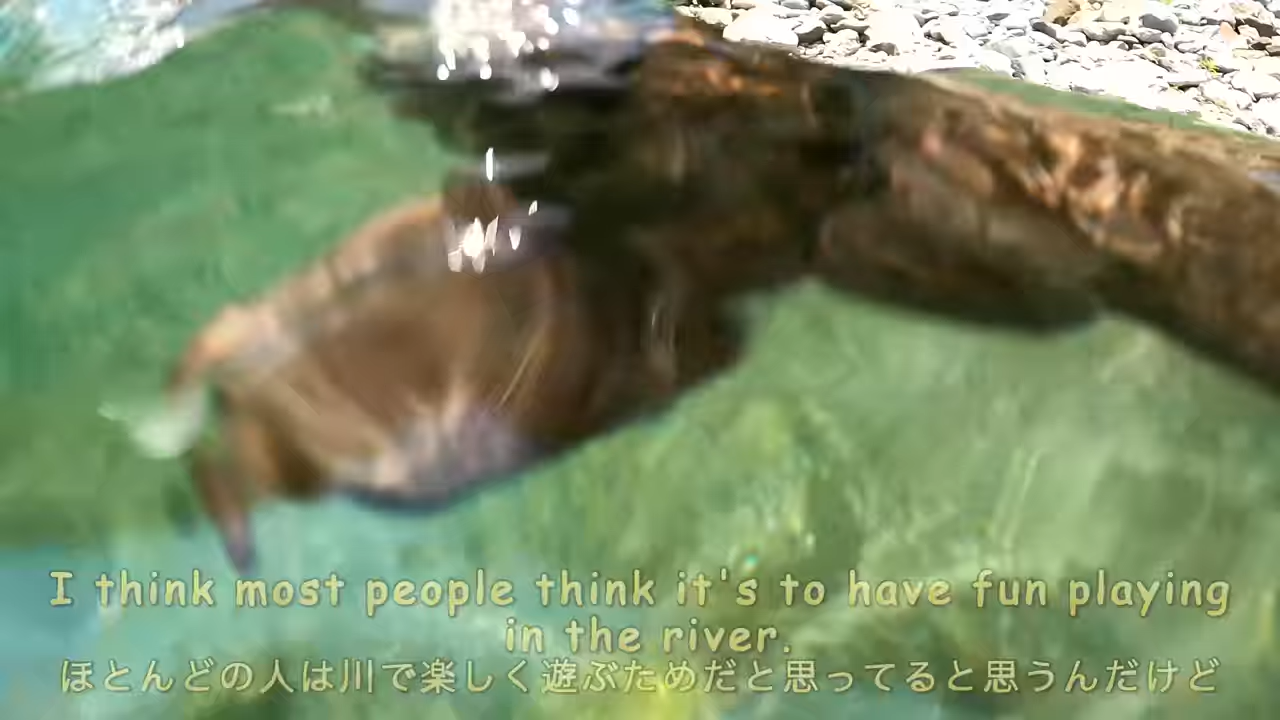 I think most people think it's to have fun playing
in the river.
ほとんどの人は川で楽しく遊ぶためだと思ってると思うんだけど